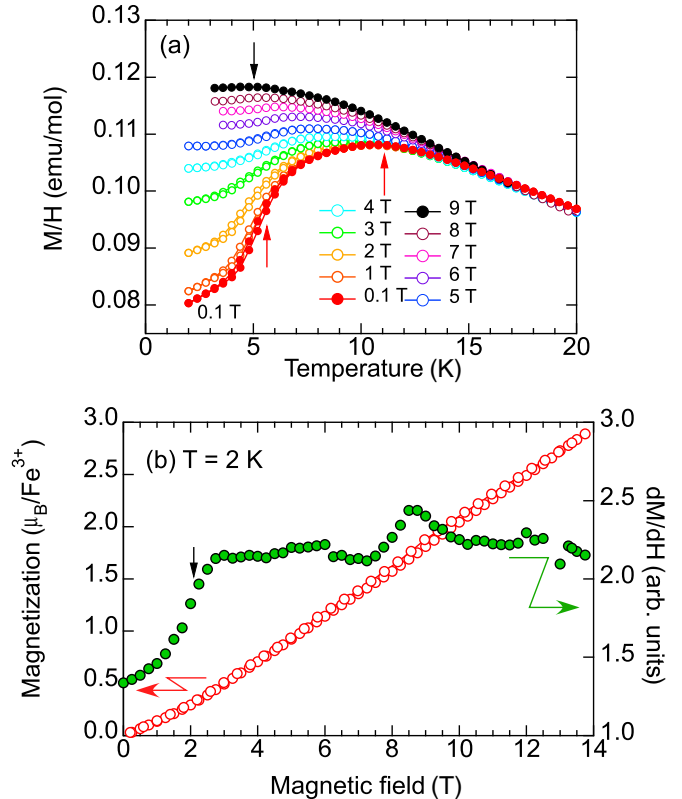 (a)
0.13
0.12
0.11
0.10
0.09
0.08
M/H (emu/mol)
4 T
3 T
2 T
1 T
0.1 T
9 T
8 T
7 T
6 T
5 T
0.1 T
0 5 10 15 20
Temperature (K)
(b) T = 2 K
3.0
2.5
2.0
1.5
1.0
0.5
0.0
Magnetization (μB/Fe3+)
3.0
2.5
2.0
1.5
1.0
dM/dH (arb. units)
0 2 4 6 8 10 12 14
Magnetic field (T)